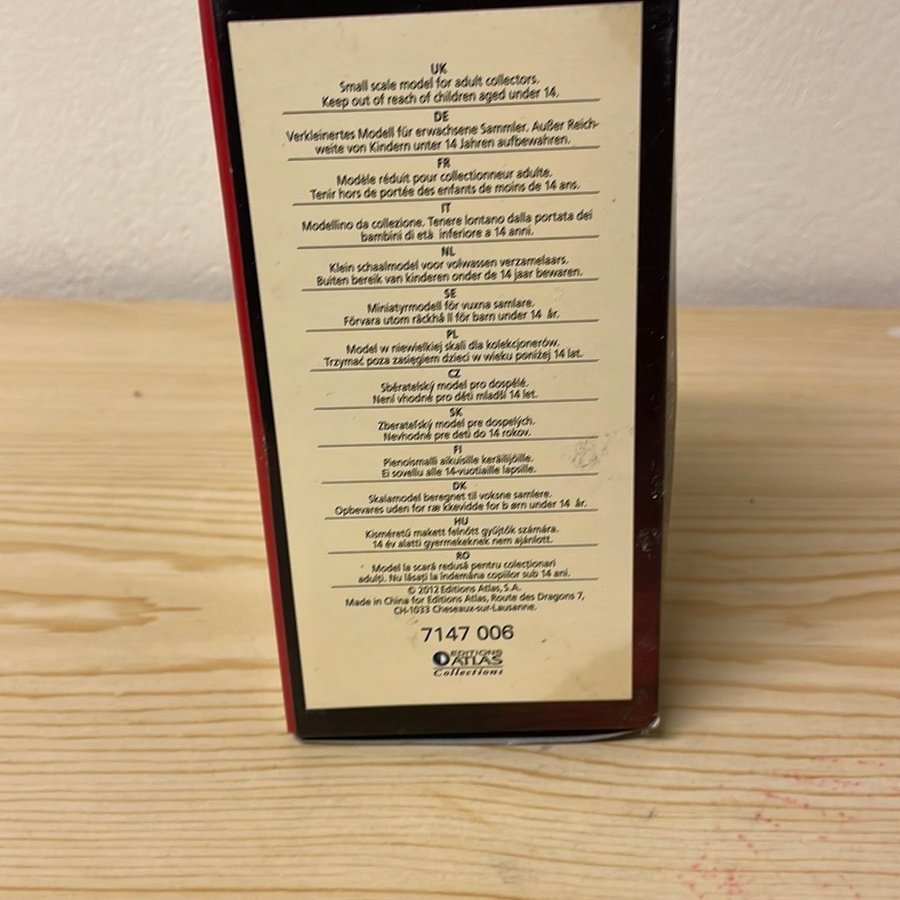 UK
Small scale model for adult collectors.
Keep out of reach of children aged under 14.
DE
Verkleinertes Modell für erwachsene Sammler. Außer Reich-
weite von Kindern unter 14 Jahren aufbewahren.
FR
Modèle réduit pour collectionneur adulte.
Tenir hors de portée des enfants de moins de 14 ans.
IT
Modellino da collezione. Tenere lontano dalla portata dei
bambini di età inferiore a 14 anni.
NL
Klein schaalmodel voor volwassen verzamelaars.
Buiten bereik van kinderen onder de 14 jaar bewaren.
SE
Miniatyrmodell för vuxna samlare.
Förvara utom räckhå ll för barn under 14 år.
PL
Model w niewielkiej skali dla kolekcjonerów.
Trzymać poza zasięgiem dzieci w wieku poniżej 14 lat.
CZ
Sběratelský model pro dospělé.
Není vhodné pro děti mladší 14 let.
SK
Zberateľský model pre dospelých.
Nevhodné pre deti do 14 rokov.
FI
Pienoismalli aikuisille keräilijöille.
Ei sovellu alle 14-vuotiaille lapsille.
DK
Skalamodel beregnet til voksne samlere.
Opbevares uden for ræ kkevidde for b ørn under 14 år.
HU
Kisméretű makett felnőtt gyűjtők számára.
14 év alatti gyermekeknek nem ajánlott.
RO
Model la scară redusă pentru colecționari
adulți. Nu lăsați la îndemâna copiilor sub 14 ani.
© 2012 Editions Atlas, S.A.
Made in China for Editions Atlas, Route des Dragons 7,
CH-1033 Cheseaux-sur-Lausanne.
7147 006
EDITIONS
ATLAS
Collections